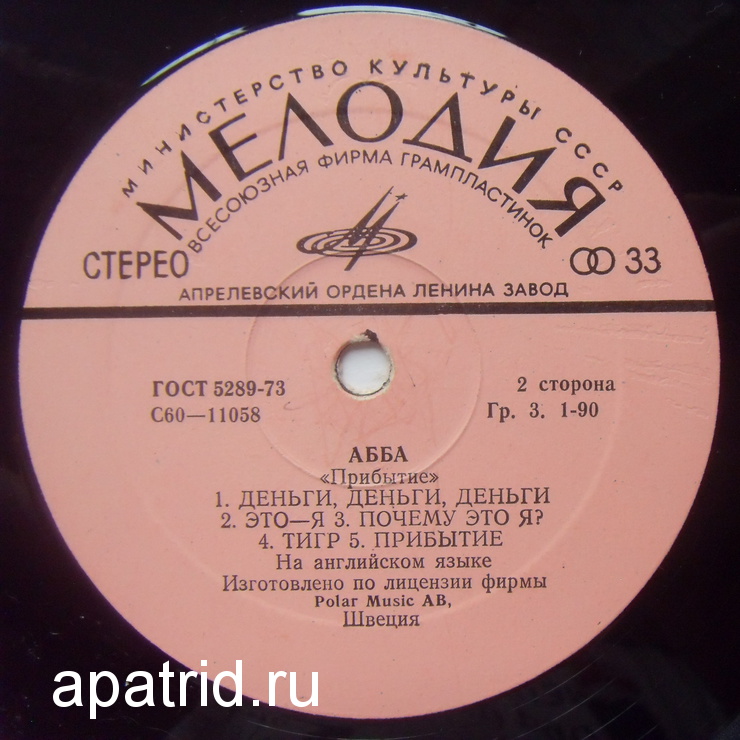 МИНИСТЕРСТВО КУЛЬТУРЫ СССР
МЕЛОДИЯ
ВСЕСОЮЗНАЯ ФИРМА ГРАМПЛАСТИНОК
СТЕРЕО
33
АПРЕЛЕВСКИЙ ОРДЕНА ЛЕНИНА ЗАВОД
ГОСТ 5289-73
2 сторона
С60—11058
Гр. 3. 1-90
АББА
«Прибытие»
1. ДЕНЬГИ, ДЕНЬГИ, ДЕНЬГИ
2. ЭТО—Я 3. ПОЧЕМУ ЭТО Я?
4. ТИГР 5. ПРИБЫТИЕ
На английском языке
Изготовлено по лицензии фирмы
Polar Music AB,
Швеция
apatrid.ru